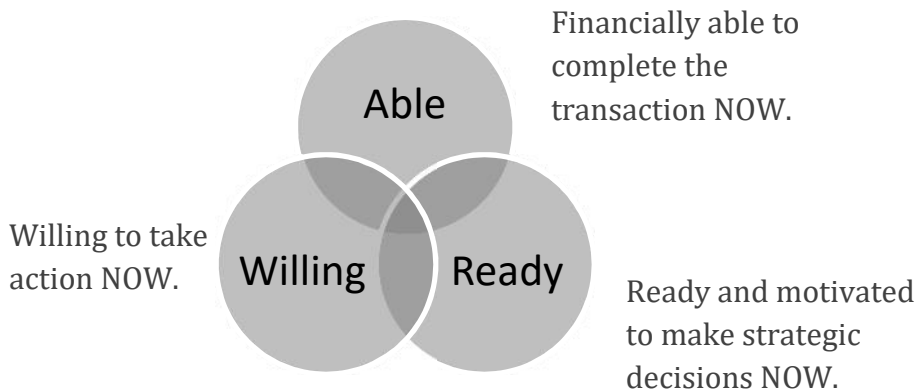 Financially able to
complete the
transaction NOW.
Able
Willing to take
action NOW.
Willing
Ready
Ready and motivated
to make strategic
decisions NOW.